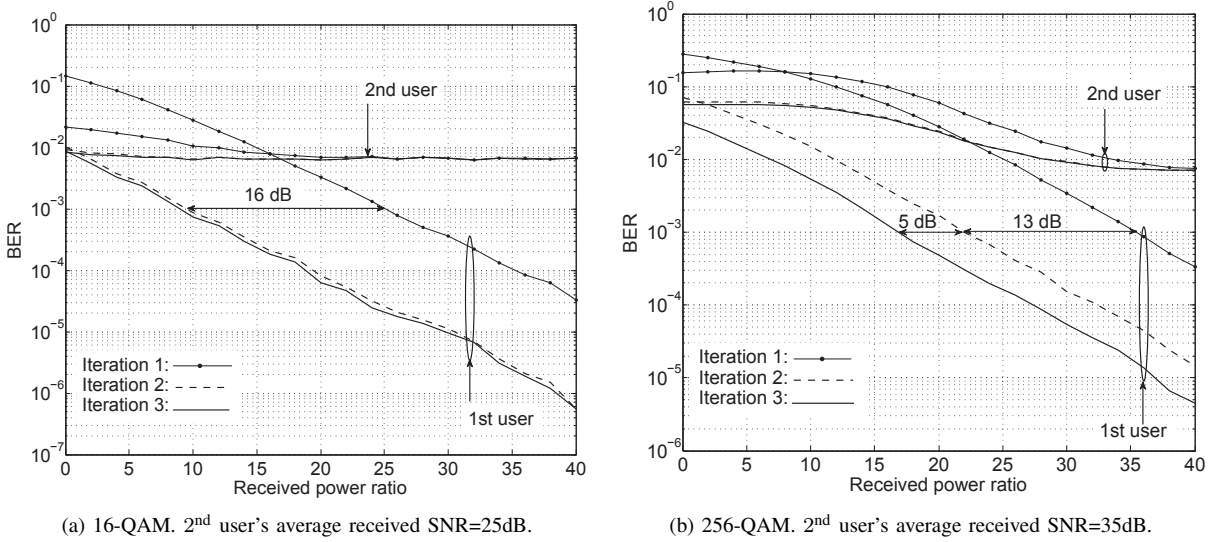 10^0
10^-1
10^-2
10^-3
10^-4
10^-5
10^-6
10^-7
BER
2nd user
16 dB
Iteration 1:
Iteration 2:
Iteration 3:
1st user
0 5 10 15 20 25 30 35 40
Received power ratio
(a) 16-QAM. 2nd user's average received SNR=25dB.
10^0
10^-1
10^-2
10^-3
10^-4
10^-5
10^-6
BER
2nd user
5 dB
13 dB
Iteration 1:
Iteration 2:
Iteration 3:
1st user
0 5 10 15 20 25 30 35 40
Received power ratio
(b) 256-QAM. 2nd user's average received SNR=35dB.